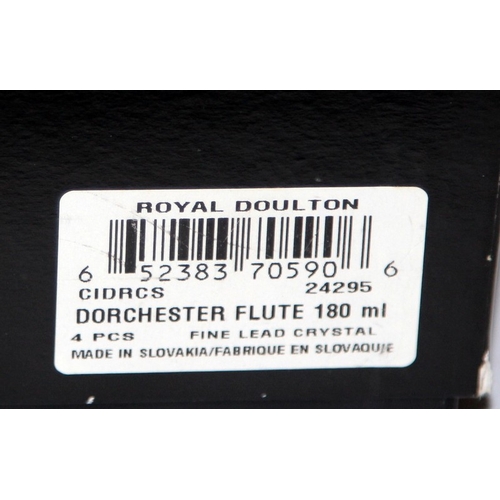 ROYAL DOULTON
6 52383 70590 6
CIDRCS 24295
DORCHESTER FLUTE 180 ml
4 PCS FINE LEAD CRYSTAL
MADE IN SLOVAKIA/FABRIQUE EN SLOVAQUIE